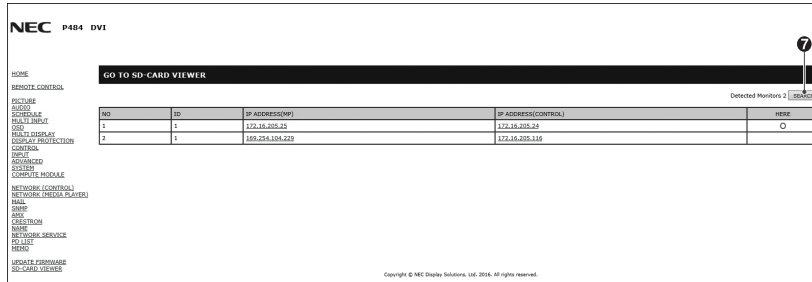 NEC P484 DVI
7
HOME
REMOTE CONTROL
PICTURE
AUDIO
SCHEDULE
MULTI INPUT
OSD
MULTI DISPLAY
DISPLAY PROTECTION
CONTROL
INPUT
ADVANCED
SYSTEM
COMPUTE MODULE
NETWORK (CONTROL)
NETWORK (MEDIA PLAYER)
MAIL
SNMP
AMX
CRESTRON
NAME
NETWORK SERVICE
PD LIST
MEMO
UPDATE FIRMWARE
SD-CARD VIEWER
GO TO SD-CARD VIEWER
Detected Monitors 2 SEARCH
NO ID IP ADDRESS(MP) IP ADDRESS(CONTROL) HERE
1 1 172.16.205.25 172.16.205.24 O
2 1 169.254.104.229 172.16.205.116
Copyright © NEC Display Solutions, Ltd. 2016. All rights reserved.